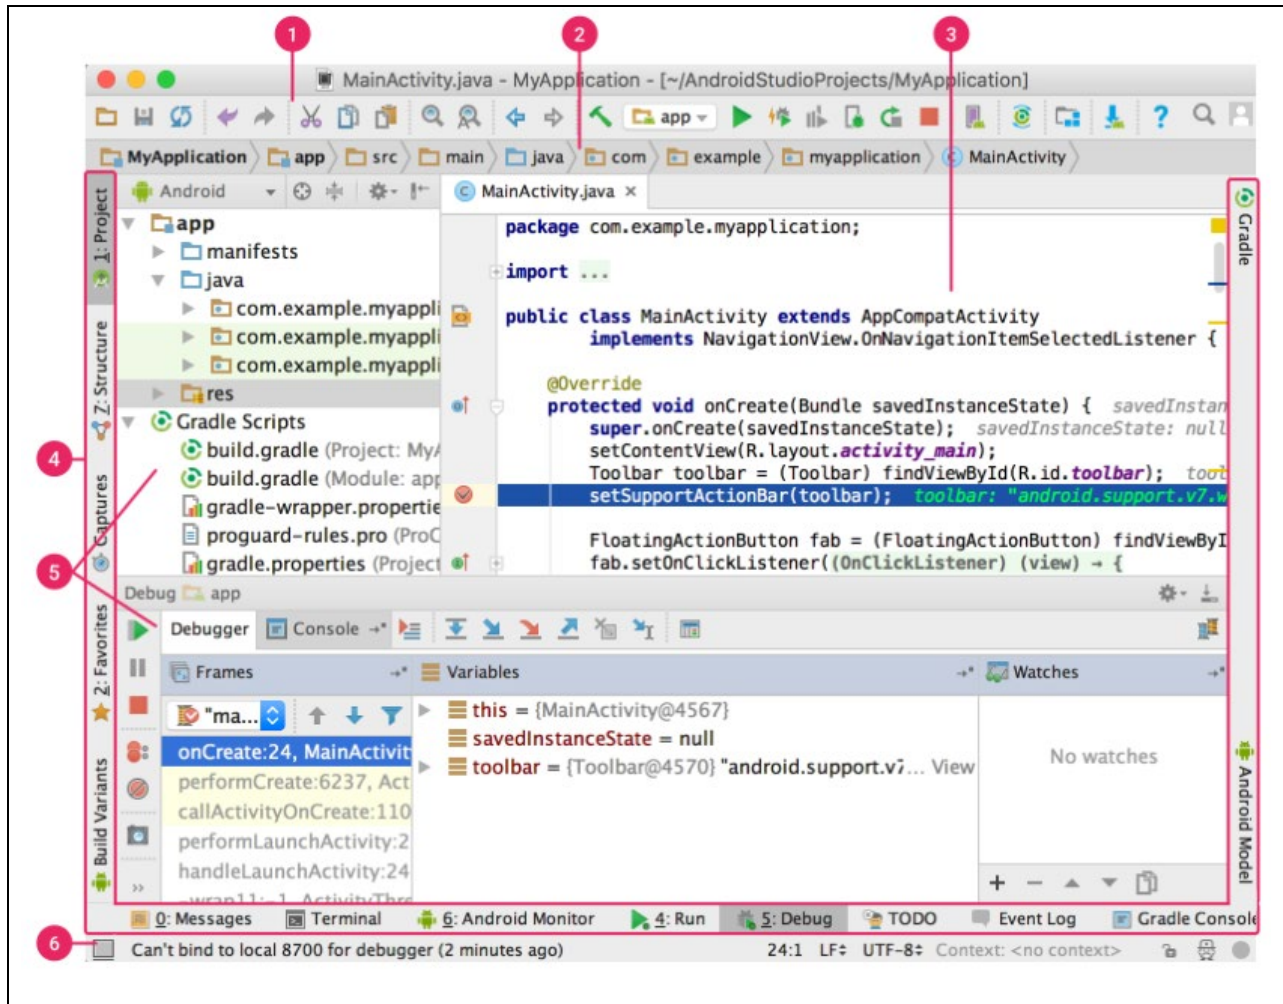 1
2
3
MainActivity.java - MyApplication - [~/AndroidStudioProjects/MyApplication]
app
?
MyApplication app src main java com example myapplication C MainActivity
1: Project
Z: Structure
Captures
2: Favorites
Build Variants
Android
C MainActivity.java ×
app
manifests
java
com.example.myappli
com.example.myappli
com.example.myappli
res
Gradle Scripts
build.gradle (Project: My
build.gradle (Module: app
gradle-wrapper.propertie
proguard-rules.pro (ProC
gradle.properties (Project
package com.example.myapplication;
import ...
public class MainActivity extends AppCompatActivity
implements NavigationView.OnNavigationItemSelectedListener {
@Override
protected void onCreate(Bundle savedInstanceState) { savedInstan
super.onCreate(savedInstanceState); savedInstanceState: null
setContentView(R.layout.activity_main);
Toolbar toolbar = (Toolbar) findViewById(R.id.toolbar); tool
setSupportActionBar(toolbar); toolbar: "android.support.v7.w
FloatingActionButton fab = (FloatingActionButton) findViewByI
fab.setOnClickListener((OnClickListener) (view) → {
Gradle
Android Model
4
5
Debug app
Debugger Console
Frames
Variables
Watches
"ma...
onCreate:24, MainActivit
performCreate:6237, Act
callActivityOnCreate:110
performLaunchActivity:2
handleLaunchActivity:24
-wrap11:-1, ActivityThre
this = {MainActivity@4567}
savedInstanceState = null
toolbar = {Toolbar@4570} "android.support.v7... View
No watches
0: Messages Terminal 6: Android Monitor 4: Run 5: Debug TODO Event Log Gradle Console
6
Can't bind to local 8700 for debugger (2 minutes ago) 24:1 LF UTF-8 Context: <no context>